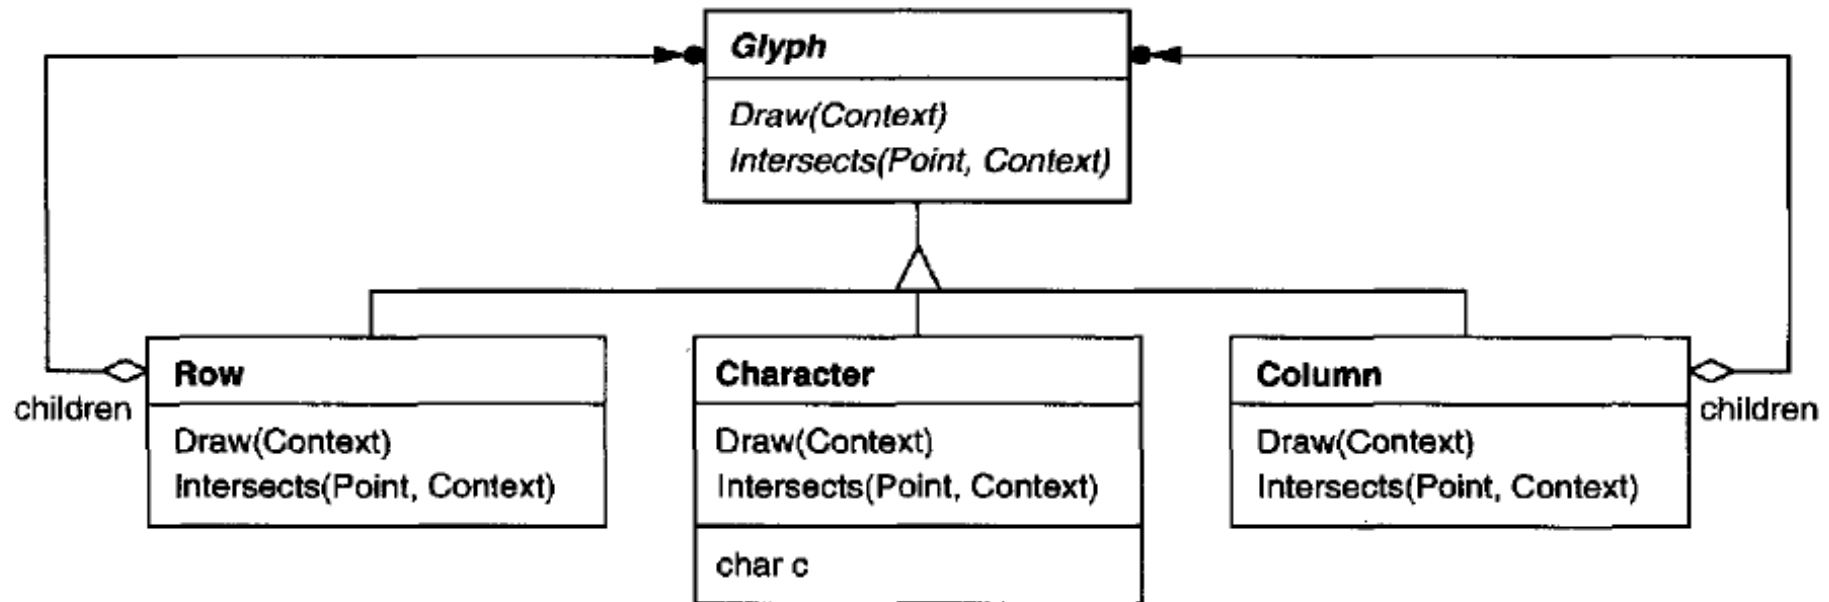 Glyph
Draw(Context)
Intersects(Point, Context)
Row
Character
Column
children
children
Draw(Context)
Draw(Context)
Draw(Context)
Intersects(Point, Context)
Intersects(Point, Context)
Intersects(Point, Context)
char c